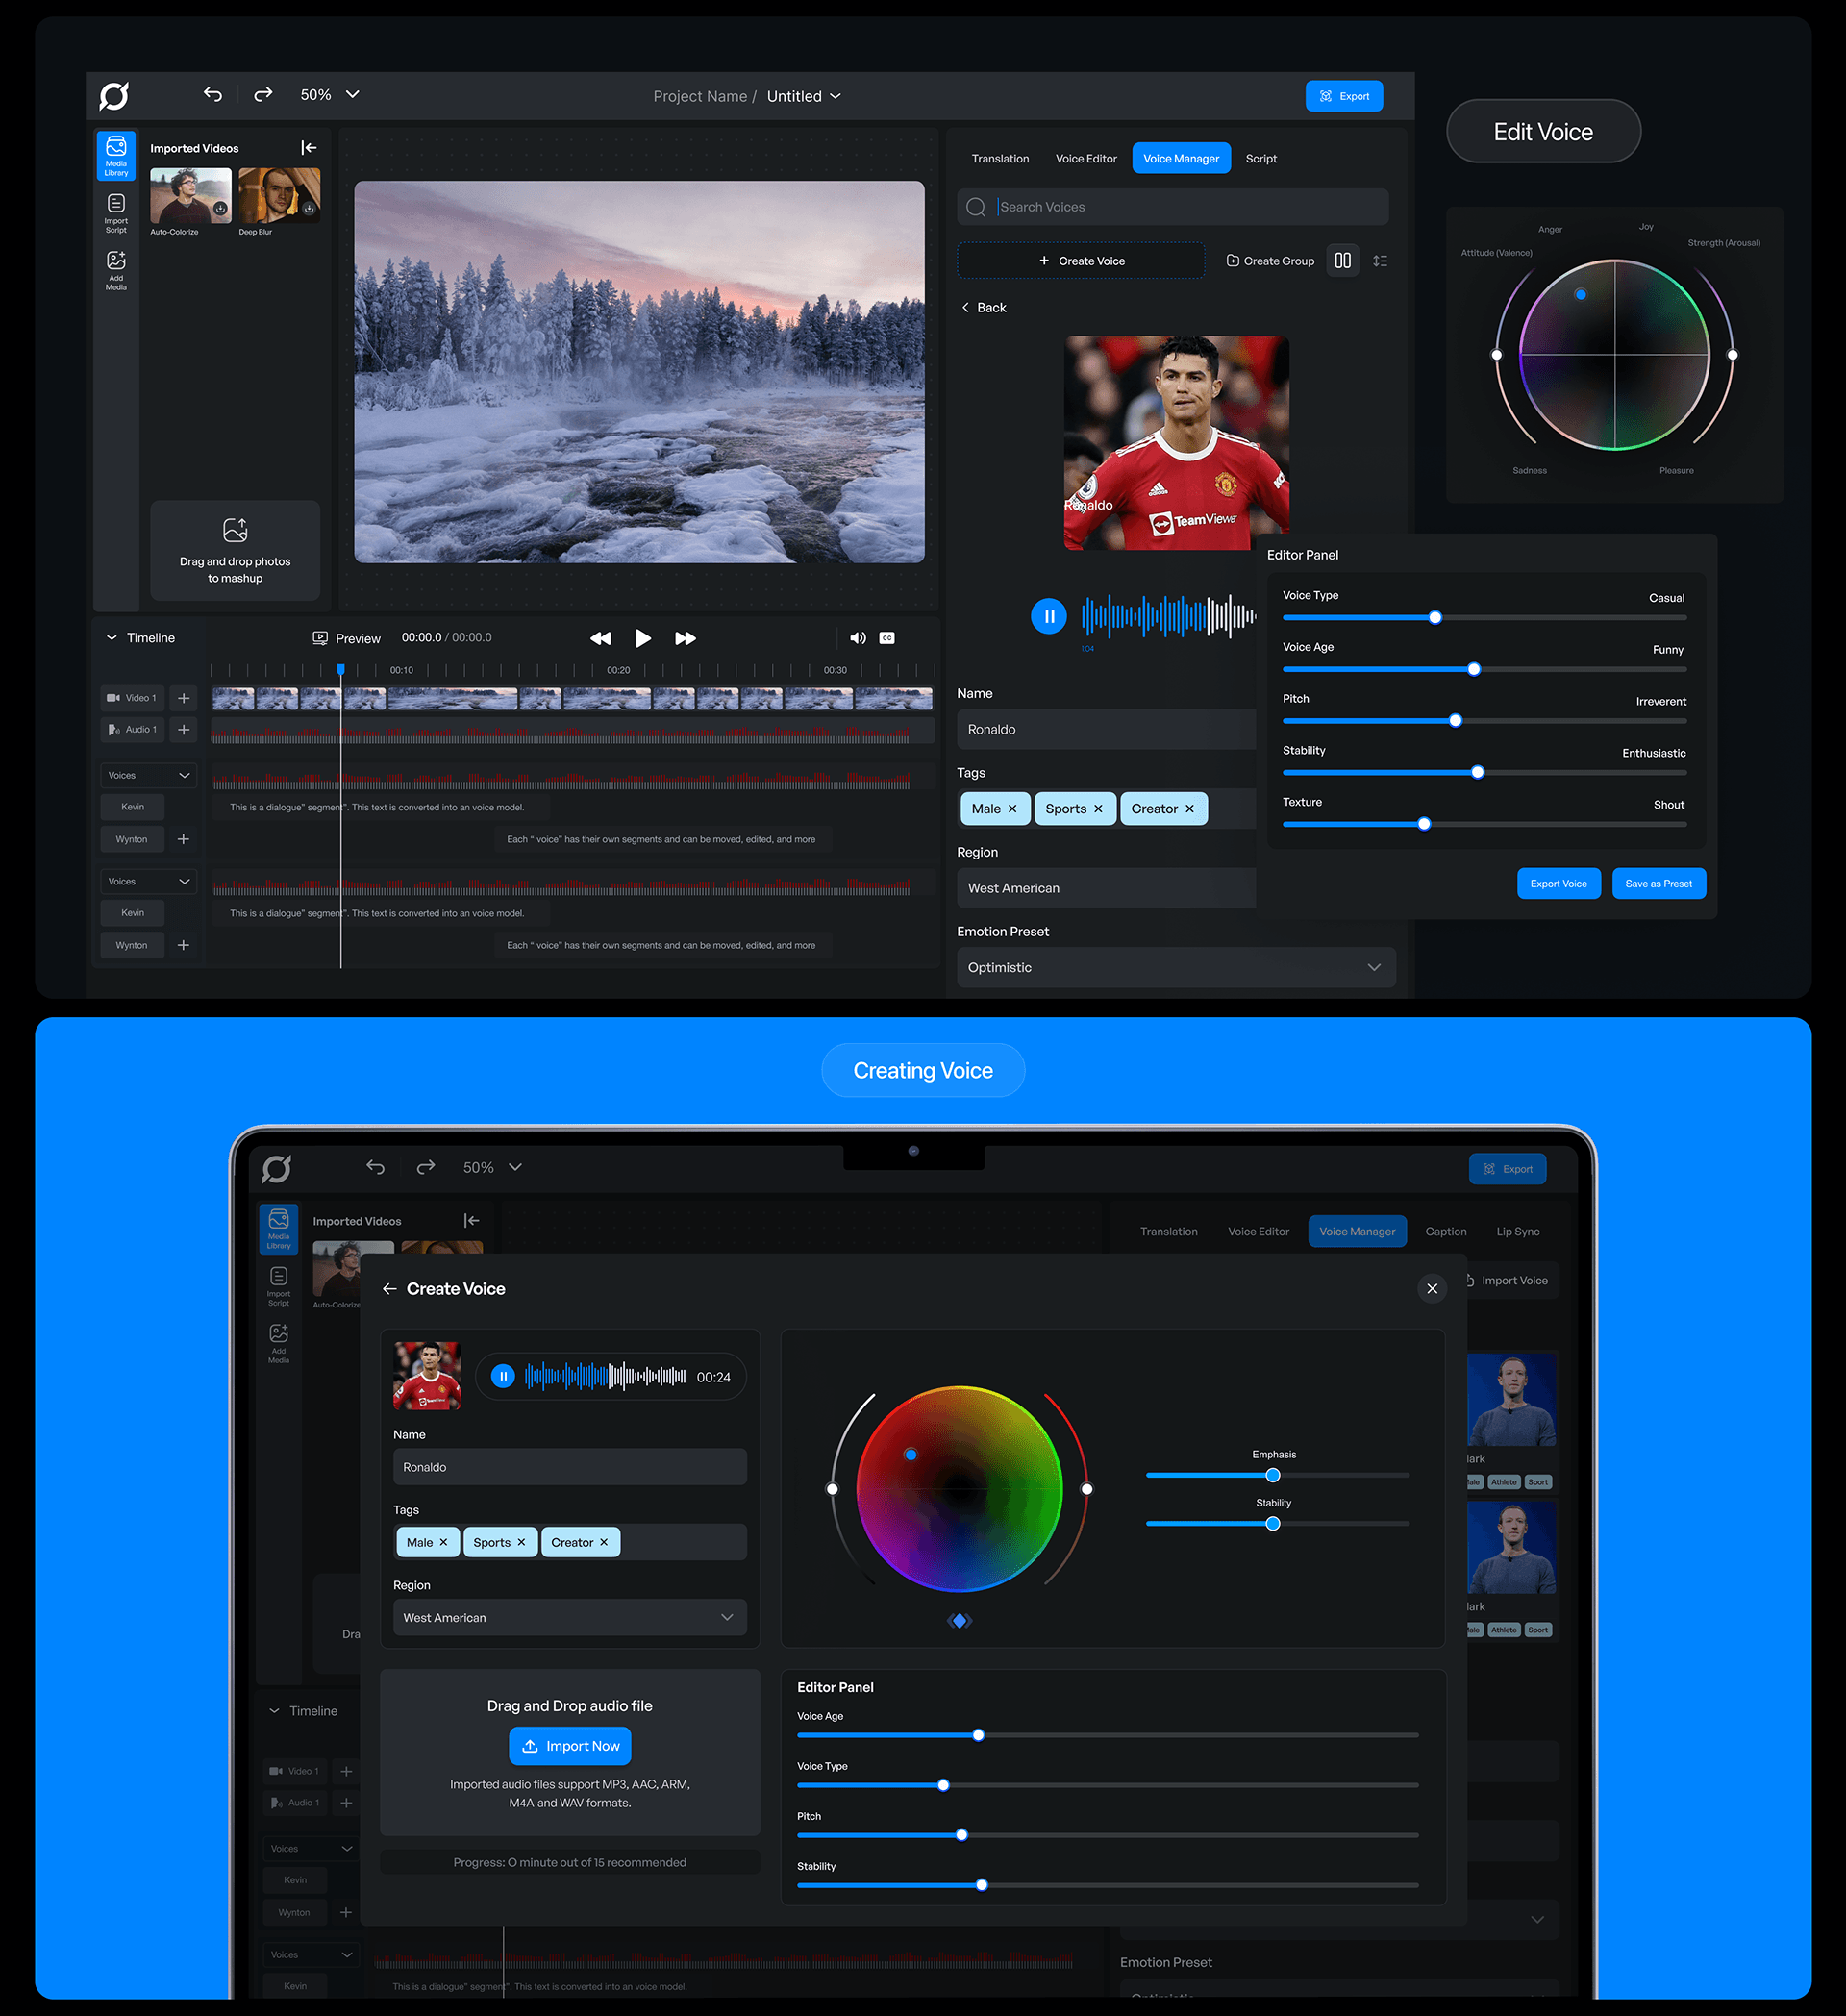 50%
Project Name / Untitled
Export
Edit Voice
Media Library
Import Script
Add Media
Imported Videos
Auto-Colorize
Deep Blur
Drag and drop photos
to mashup
Translation
Voice Editor
Voice Manager
Script
Search Voices
+ Create Voice
Create Group
Back
Ronaldo
TeamViewer
1:04
Name
Ronaldo
Tags
Male ×
Sports ×
Creator ×
Region
West American
Emotion Preset
Optimistic
Anger
Joy
Attitude (Valence)
Strength (Arousal)
Sadness
Pleasure
Editor Panel
Voice Type
Casual
Voice Age
Funny
Pitch
Irreverent
Stability
Enthusiastic
Texture
Shout
Export Voice
Save as Preset
Timeline
Preview
00:00.0 / 00:00.0
CC
00:10
00:20
00:30
Video 1
Audio 1
Voices
Kevin
This is a dialogue" segment". This text is converted into an voice model.
Wynton
Each " voice" has their own segments and can be moved, edited, and more
Voices
Kevin
This is a dialogue" segment". This text is converted into an voice model.
Wynton
Each " voice" has their own segments and can be moved, edited, and more
Creating Voice
50%
Export
Media Library
Import Script
Add Media
Imported Videos
Auto-Colorize
Translation
Voice Editor
Voice Manager
Caption
Lip Sync
Import Voice
Create Voice
00:24
Name
Ronaldo
Tags
Male ×
Sports ×
Creator ×
Region
West American
Emphasis
Stability
Drag and Drop audio file
Import Now
Imported audio files support MP3, AAC, ARM,
M4A and WAV formats.
Progress: O minute out of 15 recommended
Editor Panel
Voice Age
Voice Type
Pitch
Stability
lark
ale
Athlete
Sport
lark
ale
Athlete
Sport
Dra
Timeline
Video 1
Audio 1
Voices
Kevin
Wynton
Voices
Kevin
This is a dialogue" segment". This text is converted into an voice model.
Emotion Preset